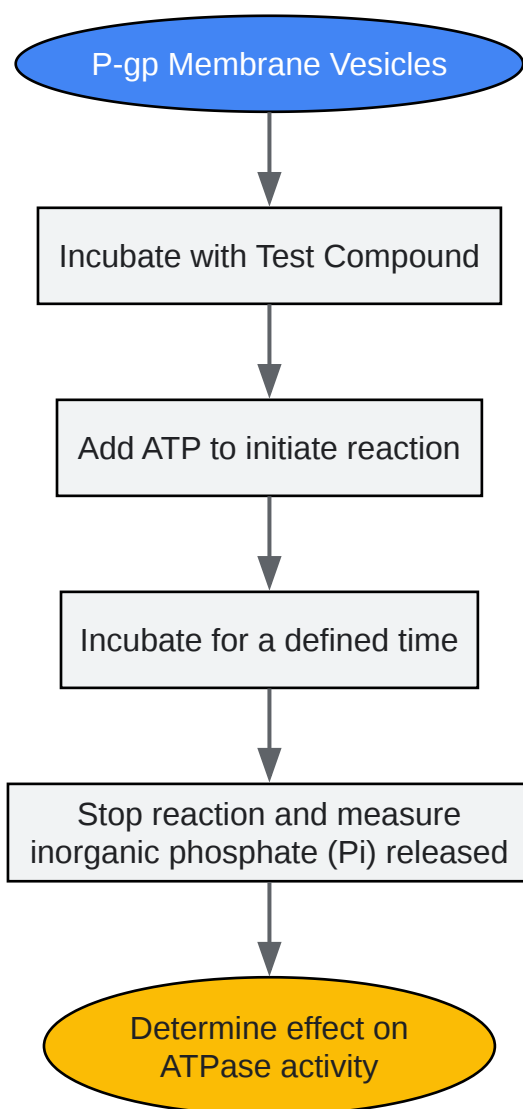 P-gp Membrane Vesicles
Incubate with Test Compound
Add ATP to initiate reaction
Incubate for a defined time
Stop reaction and measure
inorganic phosphate (Pi) released
Determine effect on
ATPase activity